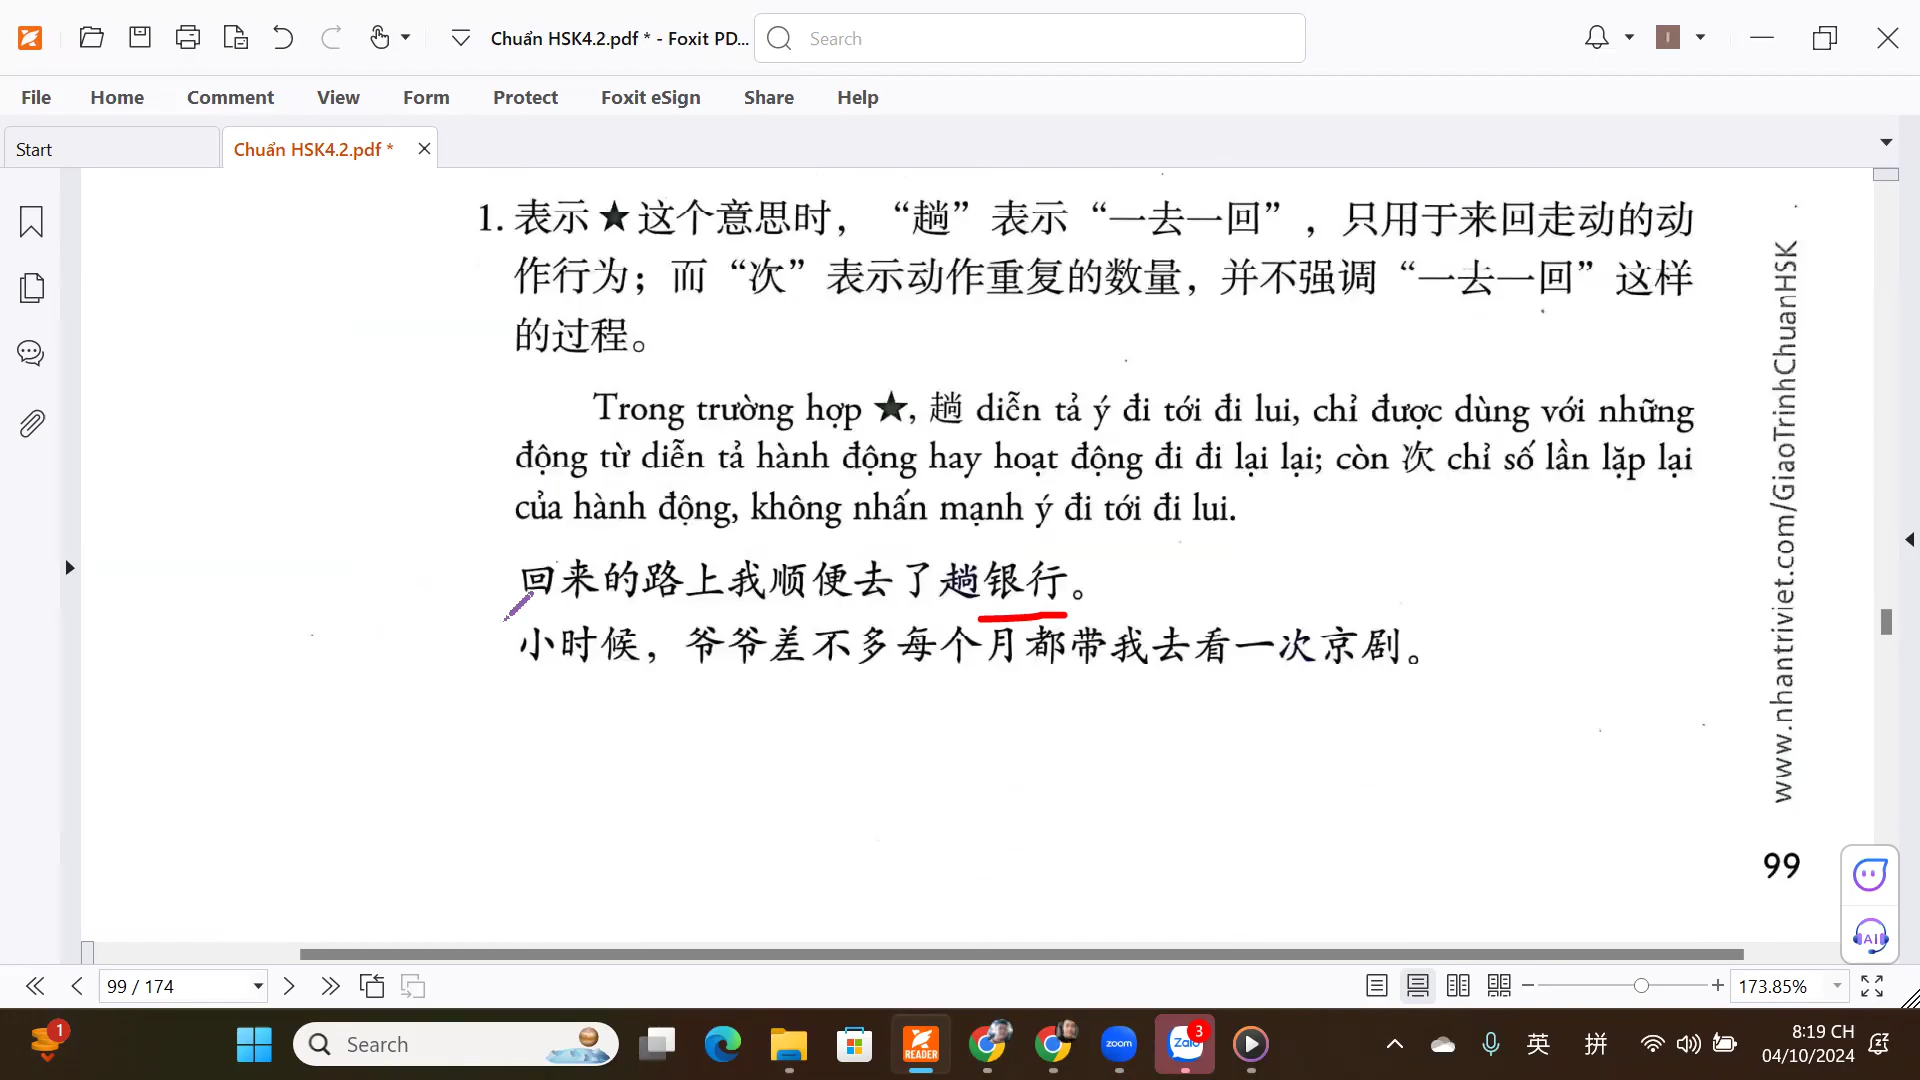 Chuẩn HSK4.2.pdf * - Foxit PD...
Search
File Home Comment View Form Protect Foxit eSign Share Help
Start
Chuẩn HSK4.2.pdf *
1. 表示★这个意思时，“趟”表示“一去一回”，只用于来回走动的动
作行为；而“次”表示动作重复的数量，并不强调“一去一回”这样
的过程。
Trong trường hợp ★, 趟 diễn tả ý đi tới đi lui, chỉ được dùng với những
động từ diễn tả hành động hay hoạt động đi đi lại lại; còn 次 chỉ số lần lặp lại
của hành động, không nhấn mạnh ý đi tới đi lui.
回来的路上我顺便去了趟银行。
小时候，爷爷差不多每个月都带我去看一次京剧。
www.nhantriviet.com/GiaoTrinhChuanHSK
99
AI
99 / 174
173.85%
1
Search
READER
zoom
Zalo
3
英
拼
8:19 CH
04/10/2024